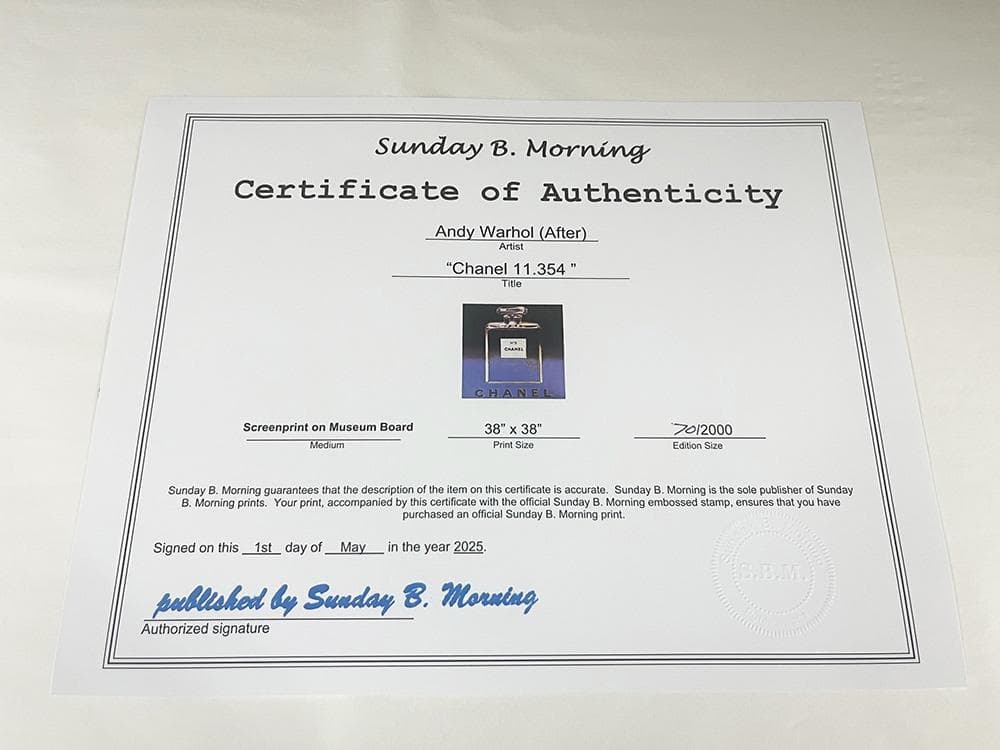 Sunday B. Morning
Certificate of Authenticity
Andy Warhol (After)
Artist
“Chanel 11.354 ”
Title
N°5
CHANEL
CHANEL
Screenprint on Museum Board 38” x 38” 70/2000
Medium Print Size Edition Size
Sunday B. Morning guarantees that the description of the item on this certificate is accurate. Sunday B. Morning is the sole publisher of Sunday
B. Morning prints. Your print, accompanied by this certificate with the official Sunday B. Morning embossed stamp, ensures that you have
purchased an official Sunday B. Morning print.
Signed on this 1st day of May in the year 2025.
S.B.M.
published by Sunday B. Morning
Authorized signature